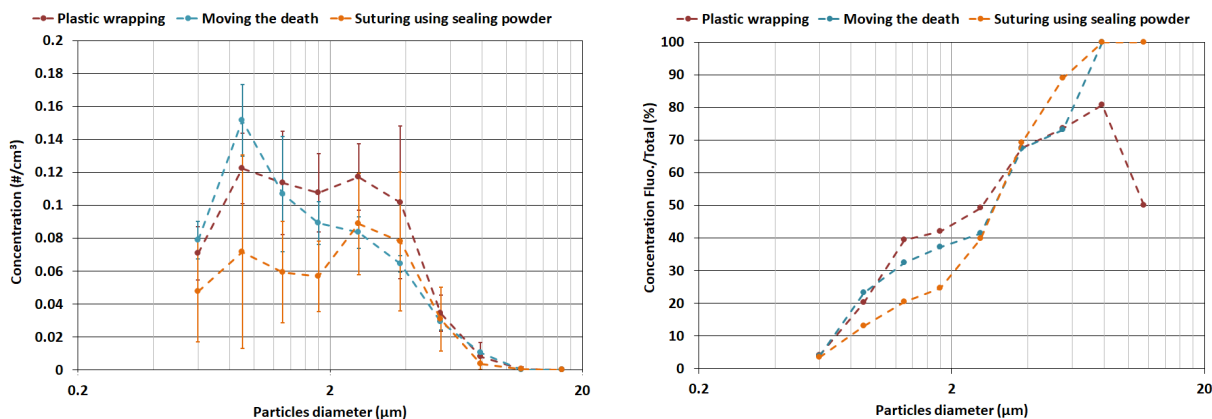 Plastic wrapping Moving the death Suturing using sealing powder
0.2
0.18
0.16
0.14
0.12
0.1
0.08
0.06
0.04
0.02
0
Concentration (#/cm³)
0.2 2 20
Particles diameter (µm)
Plastic wrapping Moving the death Suturing using sealing powder
100
90
80
70
60
50
40
30
20
10
0
Concentration Fluo./Total (%)
0.2 2 20
Particles diameter (µm)